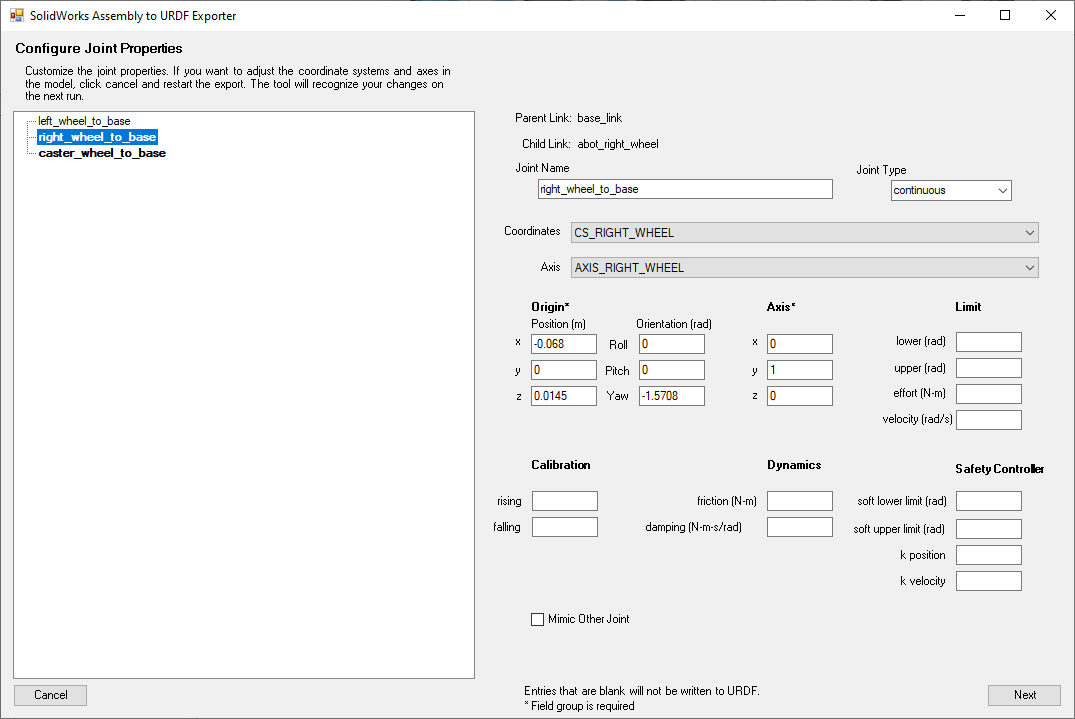 SolidWorks Assembly to URDF Exporter
Configure Joint Properties
Customize the joint properties. If you want to adjust the coordinate systems and axes in
the model, click cancel and restart the export. The tool will recognize your changes on
the next run.
left_wheel_to_base
right_wheel_to_base
caster_wheel_to_base
Parent Link: base_link
Child Link: abot_right_wheel
Joint Name
Joint Type
right_wheel_to_base
continuous
Coordinates
CS_RIGHT_WHEEL
Axis
AXIS_RIGHT_WHEEL
Origin*
Position (m)
Orientation (rad)
x
-0.068
Roll
0
y
0
Pitch
0
z
0.0145
Yaw
-1.5708
Axis*
x
0
y
1
z
0
Limit
lower (rad)
upper (rad)
effort (N-m)
velocity (rad/s)
Calibration
rising
falling
Dynamics
friction (N-m)
damping (N-m-s/rad)
Safety Controller
soft lower limit (rad)
soft upper limit (rad)
k position
k velocity
Mimic Other Joint
Cancel
Entries that are blank will not be written to URDF.
* Field group is required
Next